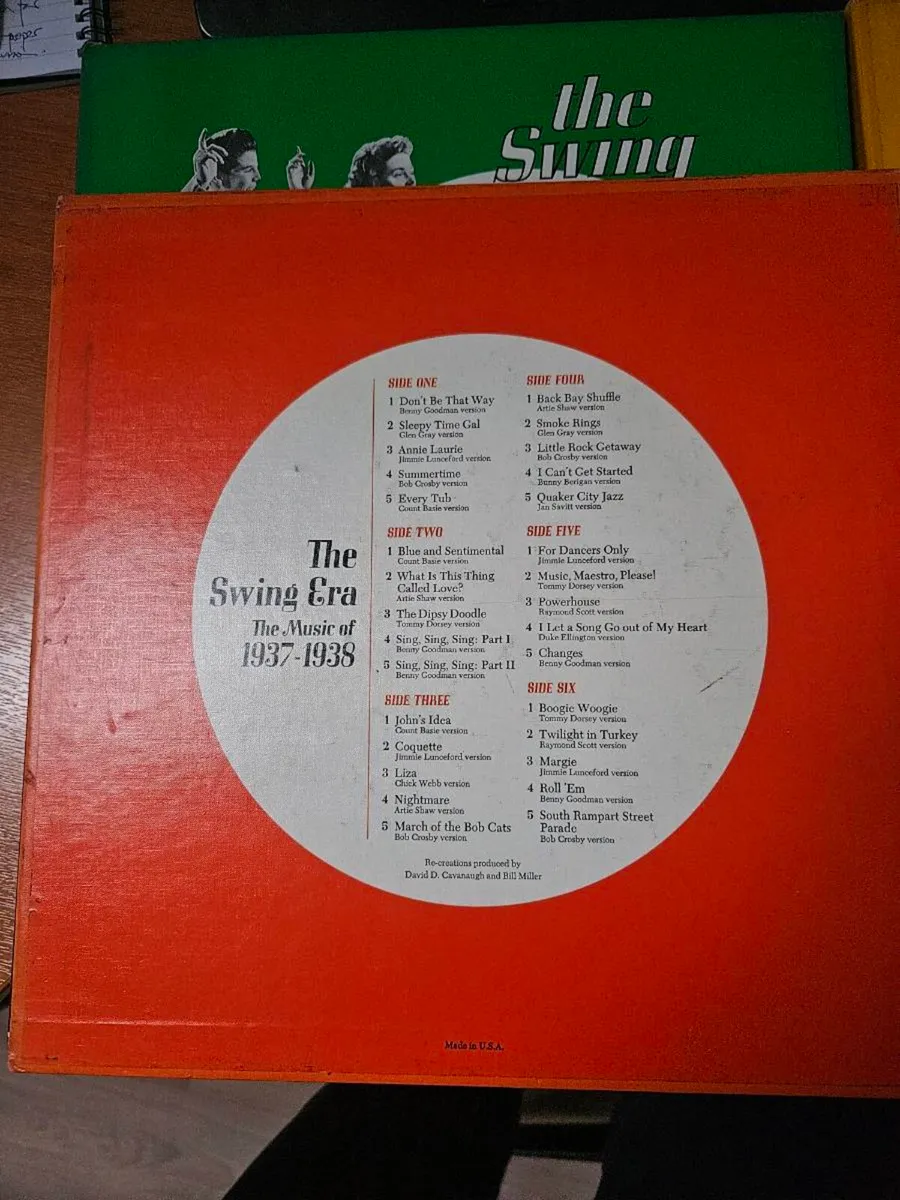 paper
the
Swing
The
Swing Era
The Music of
1937-1938
SIDE ONE
1 Don't Be That Way
Benny Goodman version
2 Sleepy Time Gal
Glen Gray version
3 Annie Laurie
Jimmie Lunceford version
4 Summertime
Bob Crosby version
5 Every Tub
Count Basie version
SIDE TWO
1 Blue and Sentimental
Count Basie version
2 What Is This Thing
Called Love?
Artie Shaw version
3 The Dipsy Doodle
Tommy Dorsey version
4 Sing, Sing, Sing: Part I
Benny Goodman version
5 Sing, Sing, Sing: Part II
Benny Goodman version
SIDE THREE
1 John's Idea
Count Basie version
2 Coquette
Jimmie Lunceford version
3 Liza
Chick Webb version
4 Nightmare
Artie Shaw version
5 March of the Bob Cats
Bob Crosby version
SIDE FOUR
1 Back Bay Shuffle
Artie Shaw version
2 Smoke Rings
Glen Gray version
3 Little Rock Getaway
Bob Crosby version
4 I Can't Get Started
Bunny Berigan version
5 Quaker City Jazz
Jan Savitt version
SIDE FIVE
1 For Dancers Only
Jimmie Lunceford version
2 Music, Maestro, Please!
Tommy Dorsey version
3 Powerhouse
Raymond Scott version
4 I Let a Song Go out of My Heart
Duke Ellington version
5 Changes
Benny Goodman version
SIDE SIX
1 Boogie Woogie
Tommy Dorsey version
2 Twilight in Turkey
Raymond Scott version
3 Margie
Jimmie Lunceford version
4 Roll 'Em
Benny Goodman version
5 South Rampart Street
Parade
Bob Crosby version
Re-creations produced by
David D. Cavanaugh and Bill Miller
Made in U.S.A.